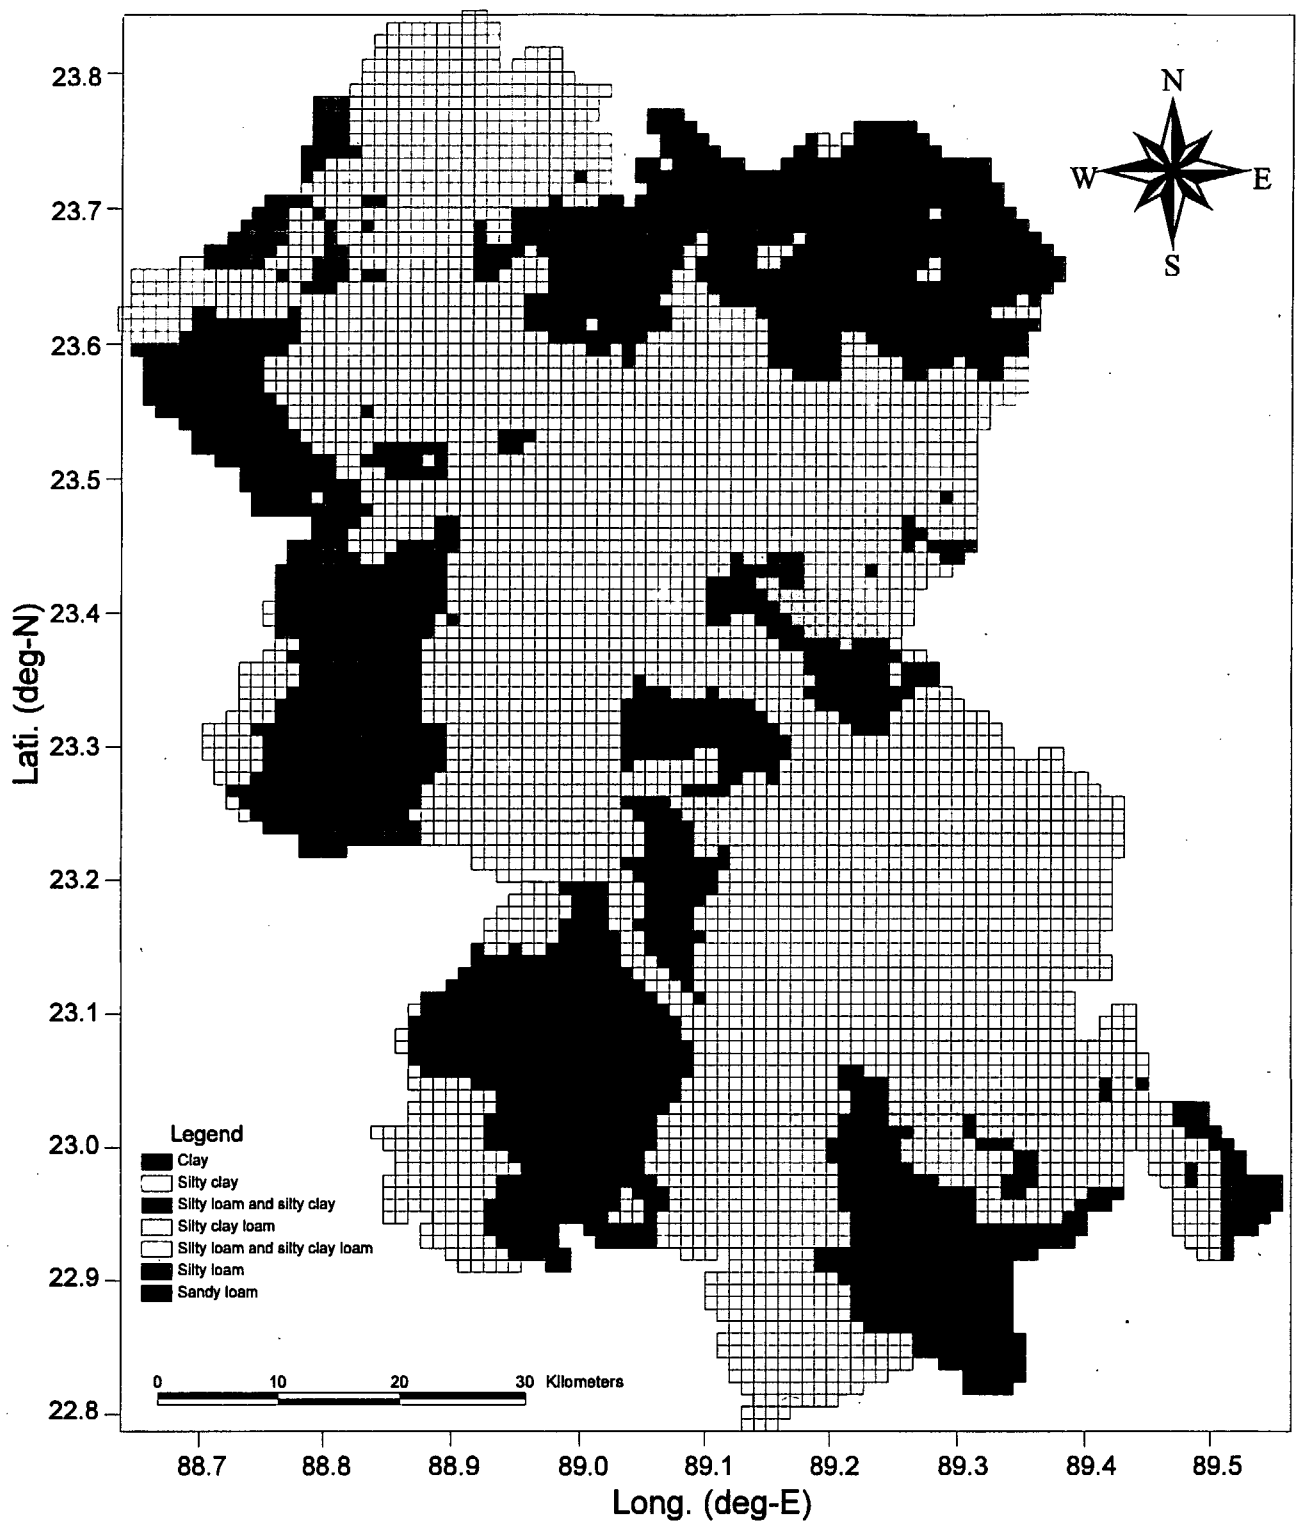 N
W E
S
23.8
23.7
23.6
23.5
23.4
23.3
23.2
23.1
23.0
22.9
22.8
Lati. (deg-N)
Legend
Clay
Silty clay
Silty loam and silty clay
Silty clay loam
Silty loam and silty clay loam
Silty loam
Sandy loam
0 10 20 30 Kilometers
88.7 88.8 88.9 89.0 89.1 89.2 89.3 89.4 89.5
Long. (deg-E)